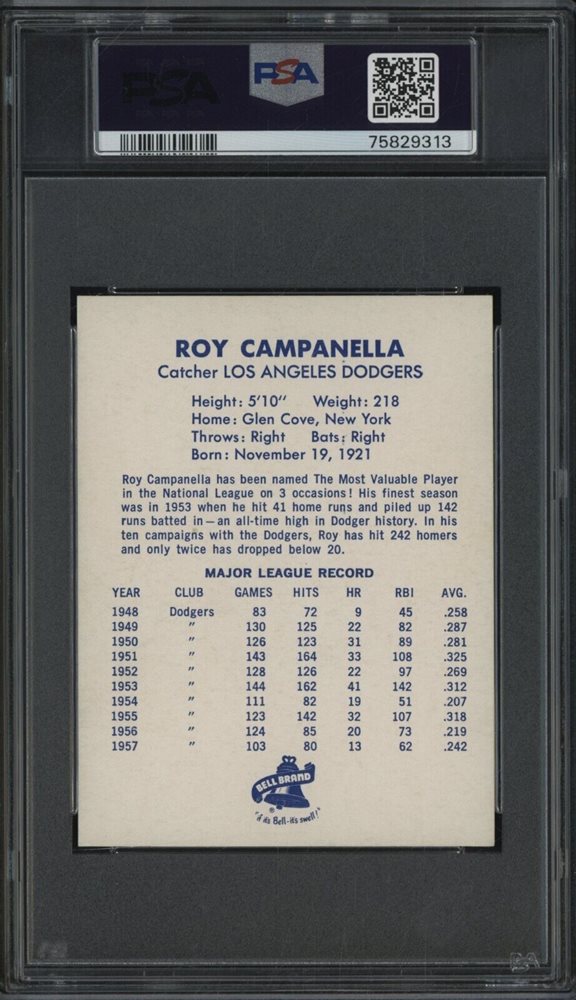 PSA
PSA
75829313
ROY CAMPANELLA
Catcher LOS ANGELES DODGERS
Height: 5'10" Weight: 218
Home: Glen Cove, New York
Throws: Right Bats: Right
Born: November 19, 1921
Roy Campanella has been named The Most Valuable Player
in the National League on 3 occasions! His finest season
was in 1953 when he hit 41 home runs and piled up 142
runs batted in — an all-time high in Dodger history. In his
ten campaigns with the Dodgers, Roy has hit 242 homers
and only twice has dropped below 20.
MAJOR LEAGUE RECORD
YEAR CLUB GAMES HITS HR RBI AVG.
1948 Dodgers 83 72 9 45 .258
1949 " 130 125 22 82 .287
1950 " 126 123 31 89 .281
1951 " 143 164 33 108 .325
1952 " 128 126 22 97 .269
1953 " 144 162 41 142 .312
1954 " 111 82 19 51 .207
1955 " 123 142 32 107 .318
1956 " 124 85 20 73 .219
1957 " 103 80 13 62 .242
BELL BRAND
®
"If it's Bell-it's swell!"